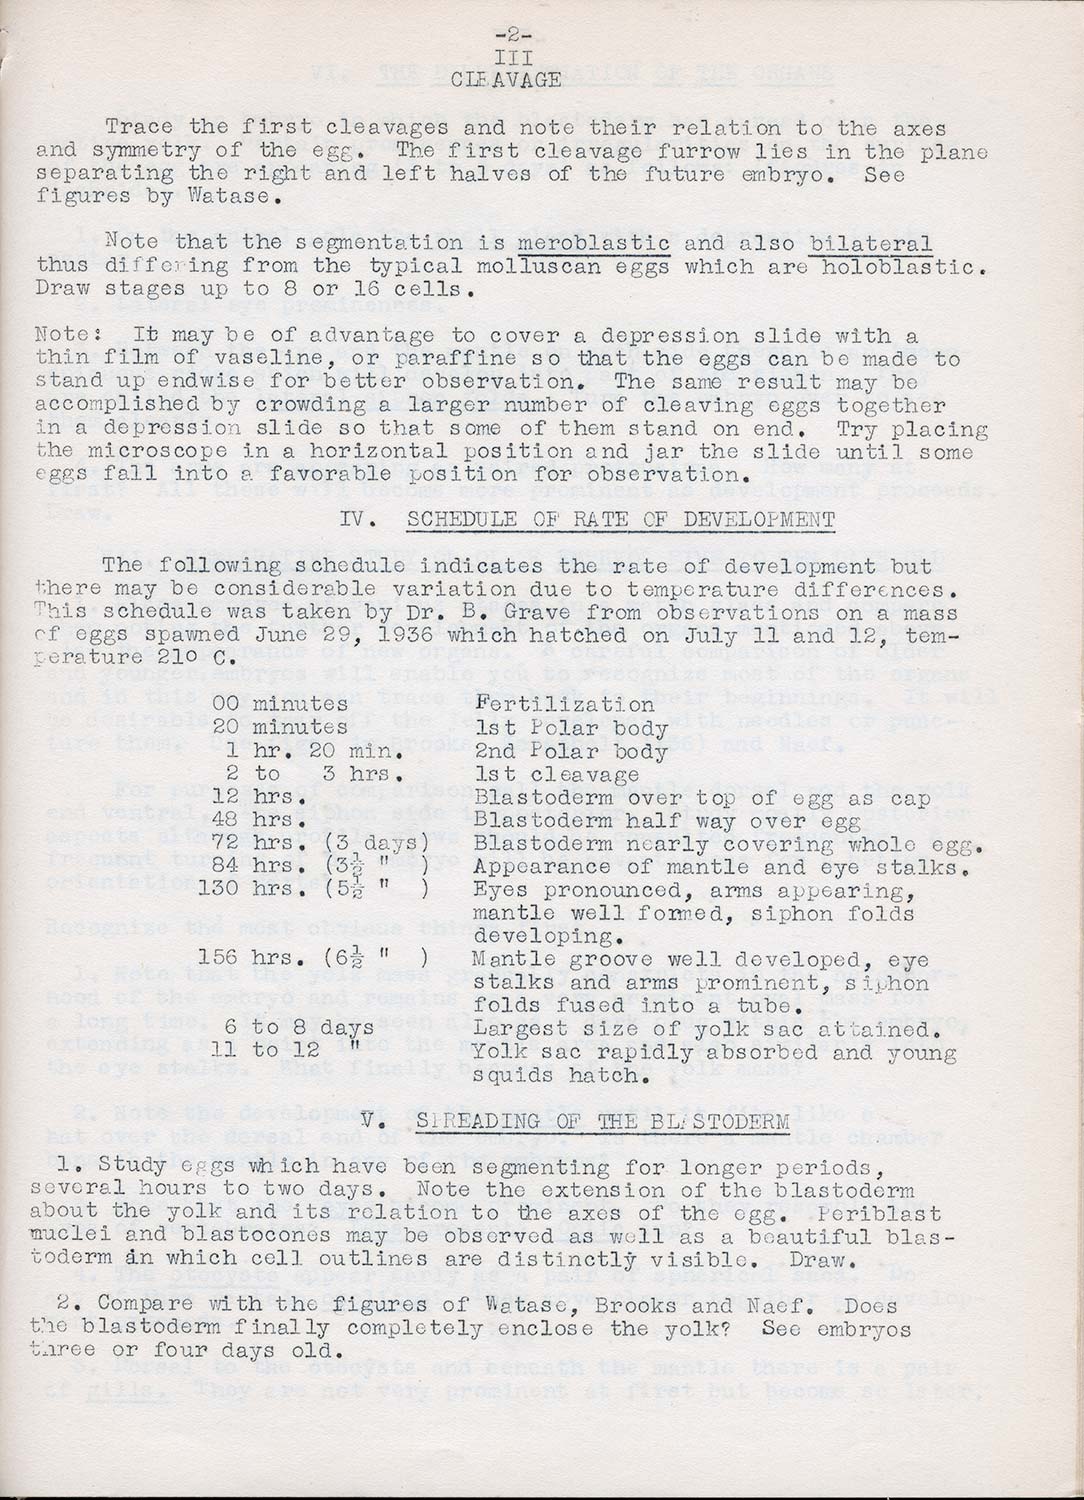 -2-
III
CLEAVAGE
Trace the first cleavages and note their relation to the axes
and symmetry of the egg. The first cleavage furrow lies in the plane
separating the right and left halves of the future embryo. See
figures by Watase.
Note that the segmentation is meroblastic and also bilateral
thus differing from the typical molluscan eggs which are holoblastic.
Draw stages up to 8 or 16 cells.
Note: It may be of advantage to cover a depression slide with a
thin film of vaseline, or paraffine so that the eggs can be made to
stand up endwise for better observation. The same result may be
accomplished by crowding a larger number of cleaving eggs together
in a depression slide so that some of them stand on end. Try placing
the microscope in a horizontal position and jar the slide until some
eggs fall into a favorable position for observation.
IV. SCHEDULE OF RATE OF DEVELOPMENT
The following schedule indicates the rate of development but
there may be considerable variation due to temperature differences.
This schedule was taken by Dr. B. Grave from observations on a mass
of eggs spawned June 29, 1936 which hatched on July 11 and 12, tem-
perature 21o C.
00 minutes Fertilization
20 minutes 1st Polar body
1 hr. 20 min. 2nd Polar body
2 to 3 hrs. 1st cleavage
12 hrs. Blastoderm over top of egg as cap
48 hrs. Blastoderm half way over egg
72 hrs. (3 days) Blastoderm nearly covering whole egg.
84 hrs. (3½ " ) Appearance of mantle and eye stalks.
130 hrs. (5½ " ) Eyes pronounced, arms appearing,
mantle well formed, siphon folds
developing.
156 hrs. (6½ " ) Mantle groove well developed, eye
stalks and arms prominent, siphon
folds fused into a tube.
6 to 8 days Largest size of yolk sac attained.
11 to 12 " Yolk sac rapidly absorbed and young
squids hatch.
V. SPREADING OF THE BLASTODERM
1. Study eggs which have been segmenting for longer periods,
several hours to two days. Note the extension of the blastoderm
about the yolk and its relation to the axes of the egg. Periblast
nuclei and blastocones may be observed as well as a beautiful blas-
toderm in which cell outlines are distinctly visible. Draw.
2. Compare with the figures of Watase, Brooks and Naef. Does
the blastoderm finally completely enclose the yolk? See embryos
three or four days old.